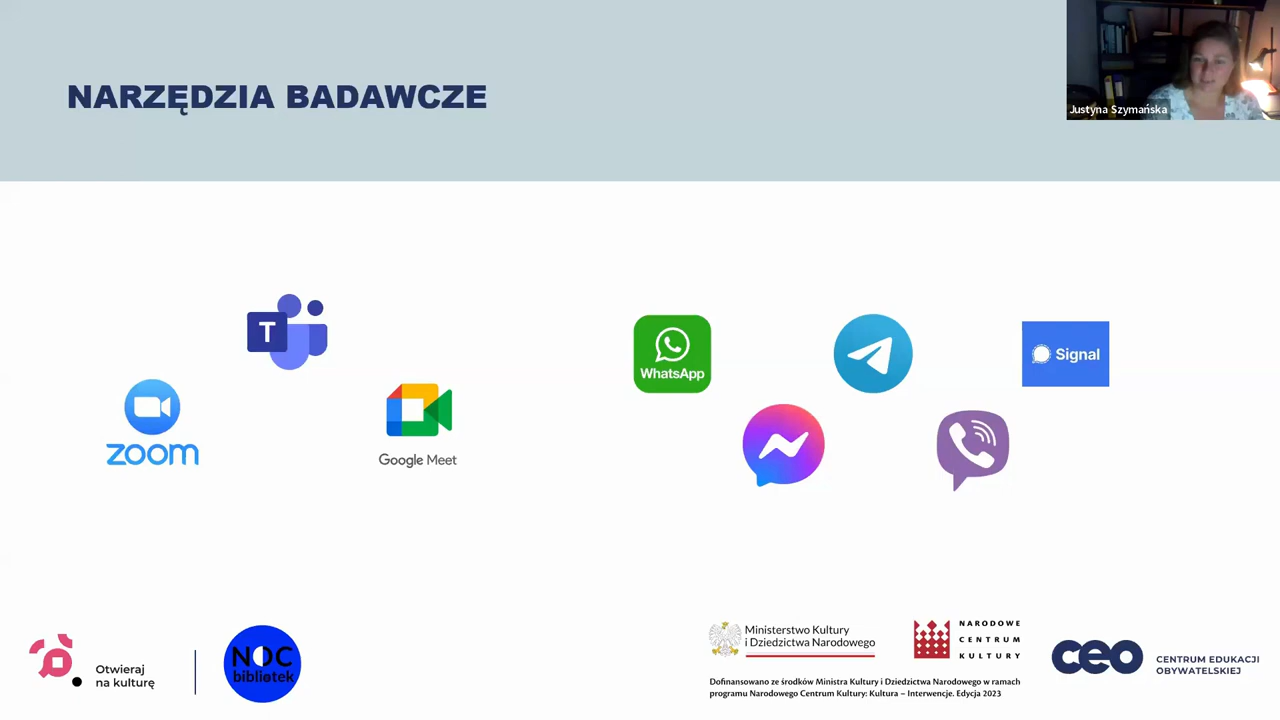 NARZĘDZIA BADAWCZE
Justyna Szymańska
T
zoom
Google Meet
WhatsApp
Signal
Otwieraj
na kulturę
NOC
bibliotek
Ministerstwo Kultury
i Dziedzictwa Narodowego
NARODOWE
CENTRUM
KULTURY
Dofinansowano ze środków Ministra Kultury i Dziedzictwa Narodowego w ramach
programu Narodowego Centrum Kultury: Kultura – Interwencje. Edycja 2023
ceo
CENTRUM EDUKACJI
OBYWATELSKIEJ